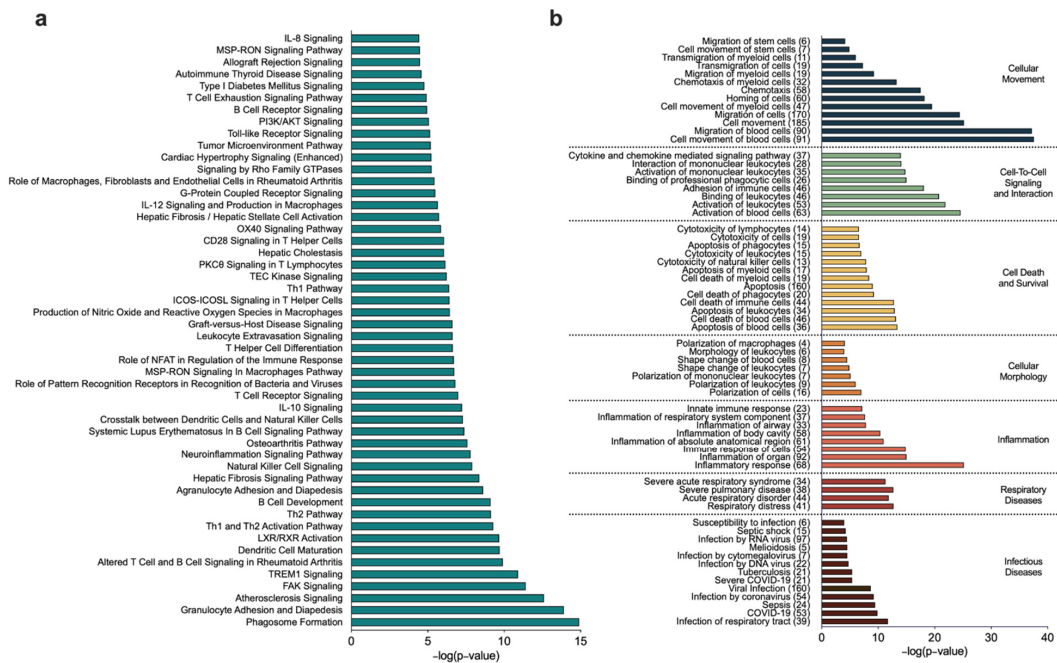 a
IL-8 Signaling
MSP-RON Signaling Pathway
Allograft Rejection Signaling
Autoimmune Thyroid Disease Signaling
Type I Diabetes Mellitus Signaling
T Cell Exhaustion Signaling Pathway
B Cell Receptor Signaling
PI3K/AKT Signaling
Toll-like Receptor Signaling
Tumor Microenvironment Pathway
Cardiac Hypertrophy Signaling (Enhanced)
Signaling by Rho Family GTPases
Role of Macrophages, Fibroblasts and Endothelial Cells in Rheumatoid Arthritis
G-Protein Coupled Receptor Signaling
IL-12 Signaling and Production in Macrophages
Hepatic Fibrosis / Hepatic Stellate Cell Activation
OX40 Signaling Pathway
CD28 Signaling in T Helper Cells
Hepatic Cholestasis
PKCθ Signaling in T Lymphocytes
TEC Kinase Signaling
Th1 Pathway
ICOS-ICOSL Signaling in T Helper Cells
Production of Nitric Oxide and Reactive Oxygen Species in Macrophages
Graft-versus-Host Disease Signaling
Leukocyte Extravasation Signaling
T Helper Cell Differentiation
Role of NFAT in Regulation of the Immune Response
MSP-RON Signaling In Macrophages Pathway
Role of Pattern Recognition Receptors in Recognition of Bacteria and Viruses
T Cell Receptor Signaling
IL-10 Signaling
Crosstalk between Dendritic Cells and Natural Killer Cells
Systemic Lupus Erythematosus In B Cell Signaling Pathway
Osteoarthritis Pathway
Neuroinflammation Signaling Pathway
Natural Killer Cell Signaling
Hepatic Fibrosis Signaling Pathway
Agranulocyte Adhesion and Diapedesis
B Cell Development
Th2 Pathway
Th1 and Th2 Activation Pathway
LXR/RXR Activation
Dendritic Cell Maturation
Altered T Cell and B Cell Signaling in Rheumatoid Arthritis
TREM1 Signaling
FAK Signaling
Atherosclerosis Signaling
Granulocyte Adhesion and Diapedesis
Phagosome Formation
0 5 10 15
−log(p-value)
b
Migration of stem cells (6)
Cell movement of stem cells (7)
Transmigration of myeloid cells (11)
Transmigration of cells (19)
Migration of myeloid cells (19)
Chemotaxis of myeloid cells (32)
Chemotaxis (58)
Homing of cells (60)
Cell movement of myeloid cells (47)
Migration of cells (170)
Cell movement (185)
Migration of blood cells (90)
Cell movement of blood cells (91)
Cellular
Movement
Cytokine and chemokine mediated signaling pathway (37)
Interaction of mononuclear leukocytes (28)
Activation of mononuclear leukocytes (35)
Binding of professional phagocytic cells (26)
Adhesion of immune cells (46)
Binding of leukocytes (46)
Activation of leukocytes (53)
Activation of blood cells (63)
Cell-To-Cell
Signaling
and Interaction
Cytotoxicity of lymphocytes (14)
Cytotoxicity of cells (19)
Apoptosis of phagocytes (15)
Cytotoxicity of leukocytes (15)
Cytotoxicity of natural killer cells (13)
Apoptosis of myeloid cells (17)
Cell death of myeloid cells (19)
Apoptosis (160)
Cell death of phagocytes (20)
Cell death of immune cells (44)
Apoptosis of leukocytes (34)
Cell death of blood cells (46)
Apoptosis of blood cells (36)
Cell Death
and Survival
Polarization of macrophages (4)
Morphology of leukocytes (6)
Shape change of blood cells (8)
Shape change of leukocytes (7)
Polarization of mononuclear leukocytes (7)
Polarization of leukocytes (9)
Polarization of cells (16)
Cellular
Morphology
Innate immune response (23)
Inflammation of respiratory system component (37)
Inflammation of airway (33)
Inflammation of body cavity (58)
Inflammation of absolute anatomical region (61)
Immune response of cells (54)
Inflammation of organ (92)
Inflammatory response (68)
Inflammation
Severe acute respiratory syndrome (34)
Severe pulmonary disease (38)
Acute respiratory disorder (44)
Respiratory distress (41)
Respiratory
Diseases
Susceptibility to infection (6)
Septic shock (15)
Infection by RNA virus (97)
Melioidosis (5)
Infection by cytomegalovirus (7)
Infection by DNA virus (22)
Tuberculosis (21)
Severe COVID-19 (21)
Viral Infection (160)
Infection by coronavirus (54)
Sepsis (24)
COVID-19 (53)
Infection of respiratory tract (39)
Infectious
Diseases
0 10 20 30 40
−log(p-value)